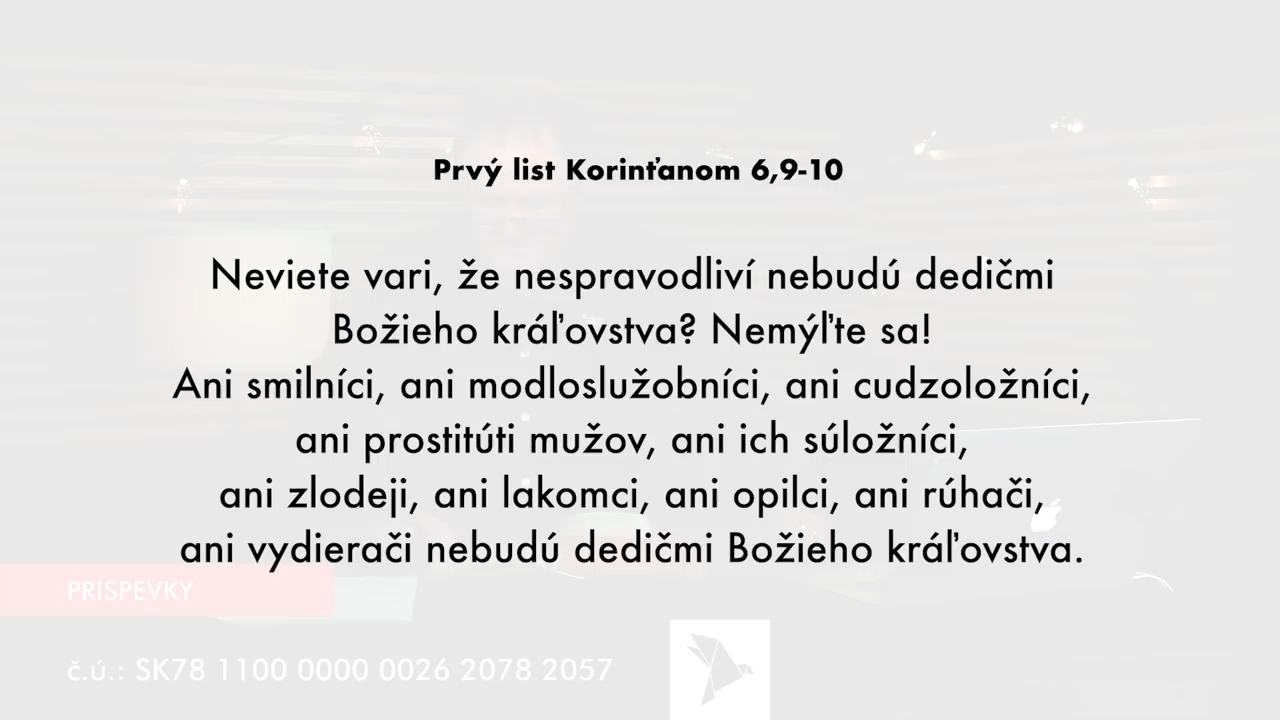 Prvý list Korinťanom 6,9-10
Neviete vari, že nespravodliví nebudú dedičmi
Božieho kráľovstva? Nemýľte sa!
Ani smilníci, ani modloslužobníci, ani cudzoložníci,
ani prostitúti mužov, ani ich súložníci,
ani zlodeji, ani lakomci, ani opilci, ani rúhači,
ani vydierači nebudú dedičmi Božieho kráľovstva.
PRÍSPEVKY
č.ú.: SK78 1100 0000 0026 2078 2057